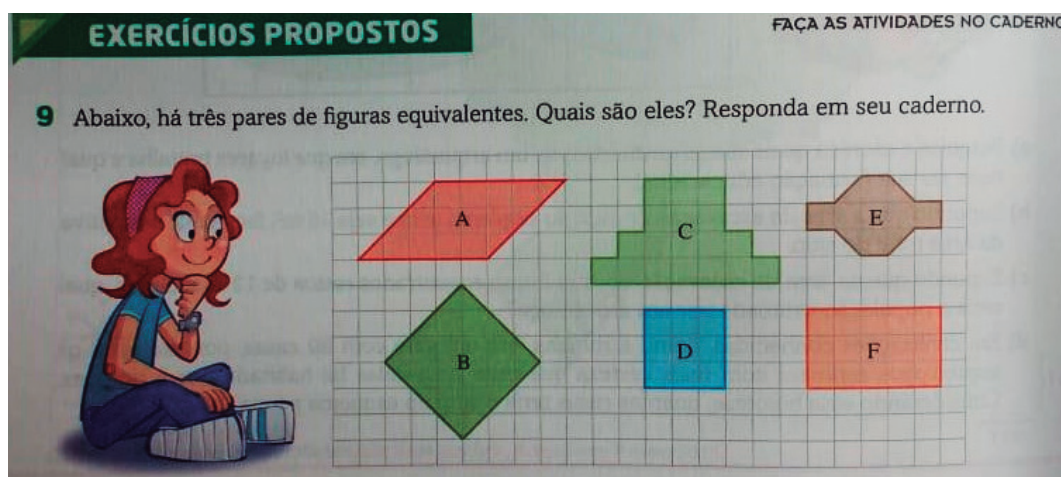 EXERCÍCIOS PROPOSTOS
FAÇA AS ATIVIDADES NO CADERNO
9 Abaixo, há três pares de figuras equivalentes. Quais são eles? Responda em seu caderno.
A
C
E
B
D
F